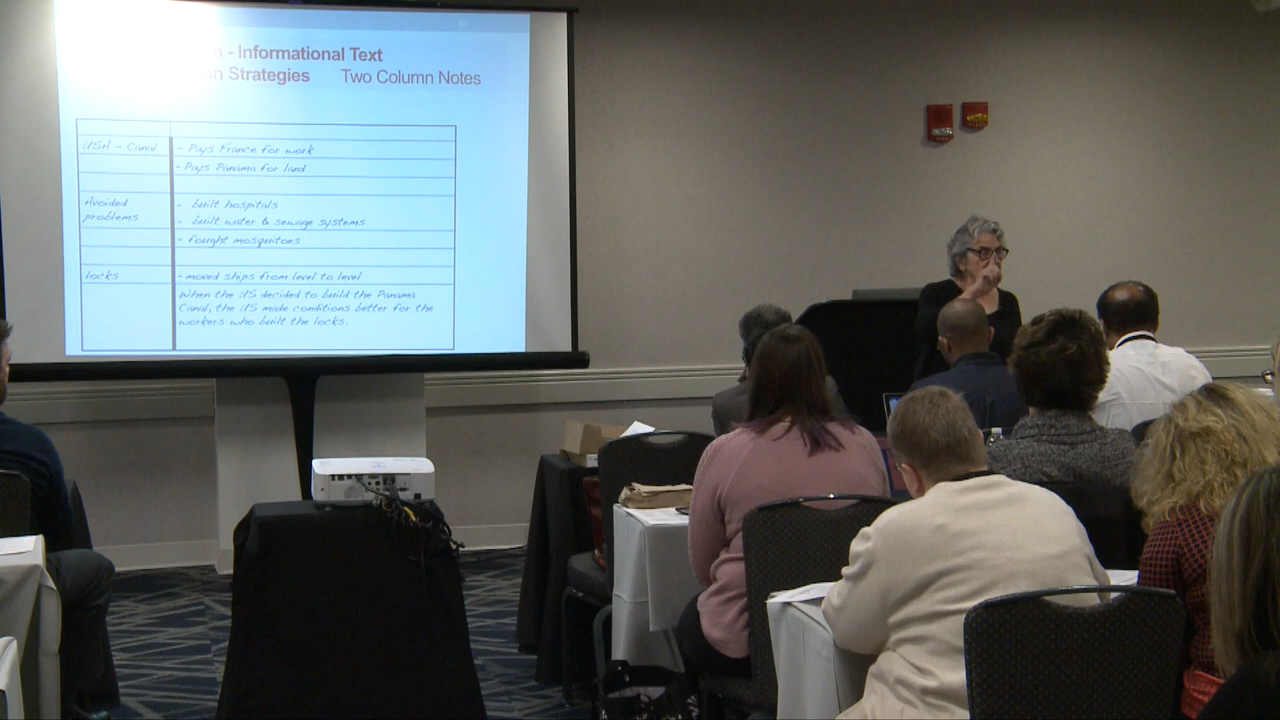 - Informational Text
Strategies Two Column Notes
USA - Canal - Pays France for work
- Pays Panama for land
Avoided - built hospitals
problems - built water & sewage systems
- fought mosquitoes
locks - moved ships from level to level
When the US decided to build the Panama
Canal, the US made conditions better for the
workers who built the locks.